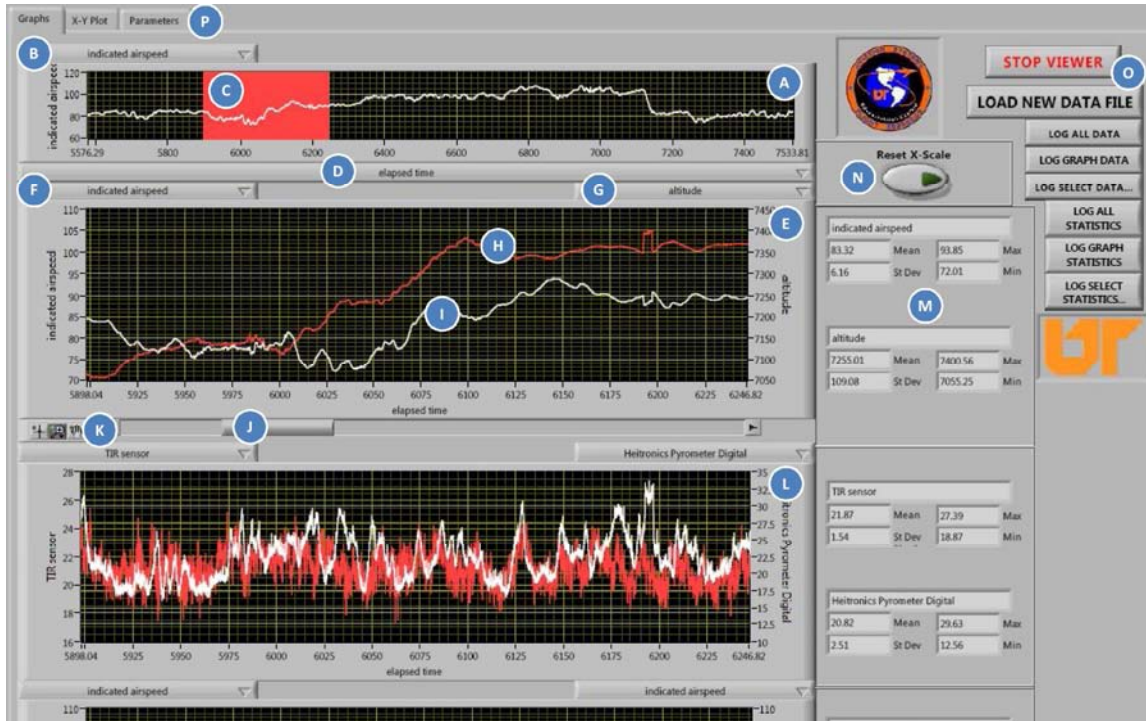 Graphs X-Y Plot Parameters P
B indicated airspeed
STOP VIEWER
O
indicated airspeed
120
100
80
60
C
A
5576.29 5800 6000 6200 6400 6600 6800 7000 7200 7400 7533.81
D elapsed time
LOAD NEW DATA FILE
LOG ALL DATA
LOG GRAPH DATA
LOG SELECT DATA...
LOG ALL
STATISTICS
LOG GRAPH
STATISTICS
LOG SELECT
STATISTICS...
UT
Reset X-Scale
N
F indicated airspeed
G altitude
indicated airspeed
110
105
100
95
90
85
80
75
70
H
I
E
7450
7350
7300
7250
7200
7150
7100
7050
altitude
5898.04 5925 5950 5975 6000 6025 6050 6075 6100 6125 6150 6175 6200 6225 6246.82
elapsed time
indicated airspeed
83.32 Mean 93.85 Max
6.16 St Dev 72.01 Min
M
altitude
7255.01 Mean 7400.56 Max
109.08 St Dev 7055.25 Min
K J
TIR sensor
Heitronics Pyrometer Digital
TIR sensor
28
26
24
22
20
18
16
L
35
30
27.5
25
22.5
20
17.5
15
12.5
10
Pyrometer Digital
5898.04 5925 5950 5975 6000 6025 6050 6075 6100 6125 6150 6175 6200 6225 6246.82
elapsed time
TIR sensor
21.87 Mean 27.39 Max
1.54 St Dev 18.87 Min
Heitronics Pyrometer Digital
20.82 Mean 29.63 Max
2.51 St Dev 12.56 Min
indicated airspeed
indicated airspeed
110
110